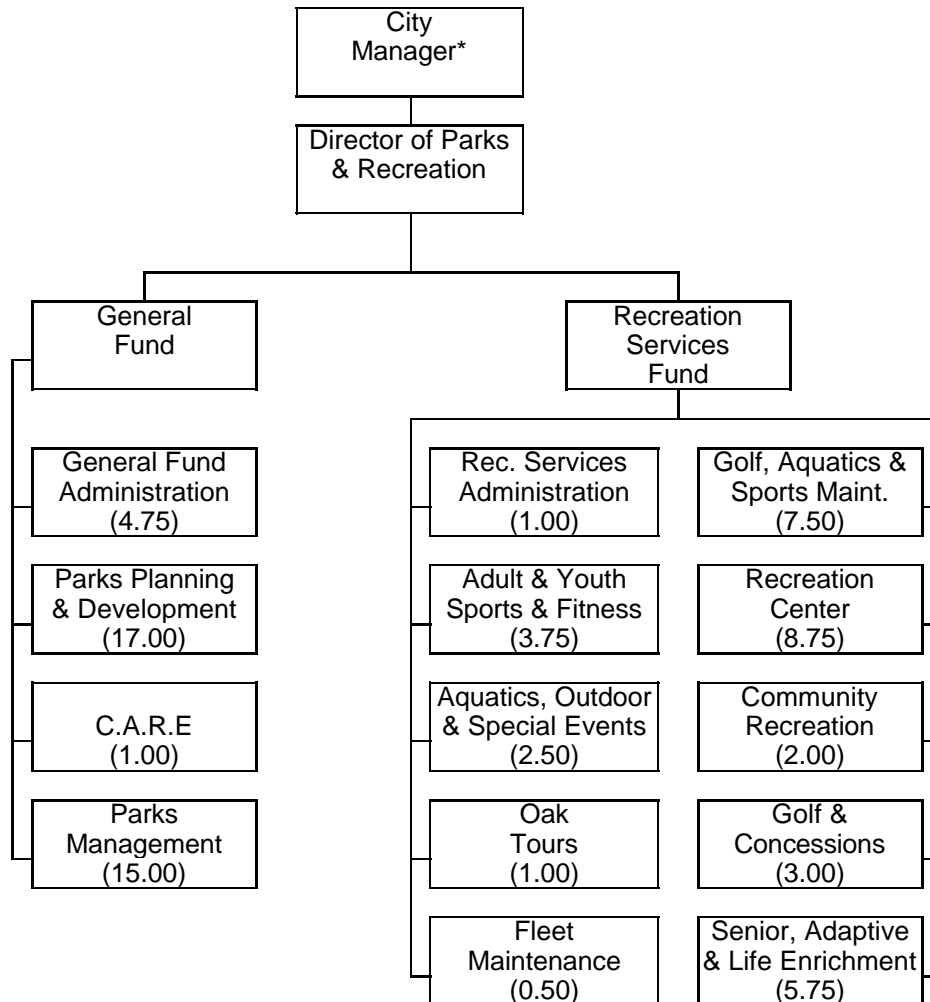 City
Manager*
Director of Parks
& Recreation
General
Fund
Recreation
Services
Fund
General Fund
Administration
(4.75)
Parks Planning
& Development
(17.00)
C.A.R.E
(1.00)
Parks
Management
(15.00)
Rec. Services
Administration
(1.00)
Adult & Youth
Sports & Fitness
(3.75)
Aquatics, Outdoor
& Special Events
(2.50)
Oak
Tours
(1.00)
Fleet
Maintenance
(0.50)
Golf, Aquatics &
Sports Maint.
(7.50)
Recreation
Center
(8.75)
Community
Recreation
(2.00)
Golf &
Concessions
(3.00)
Senior, Adaptive
& Life Enrichment
(5.75)